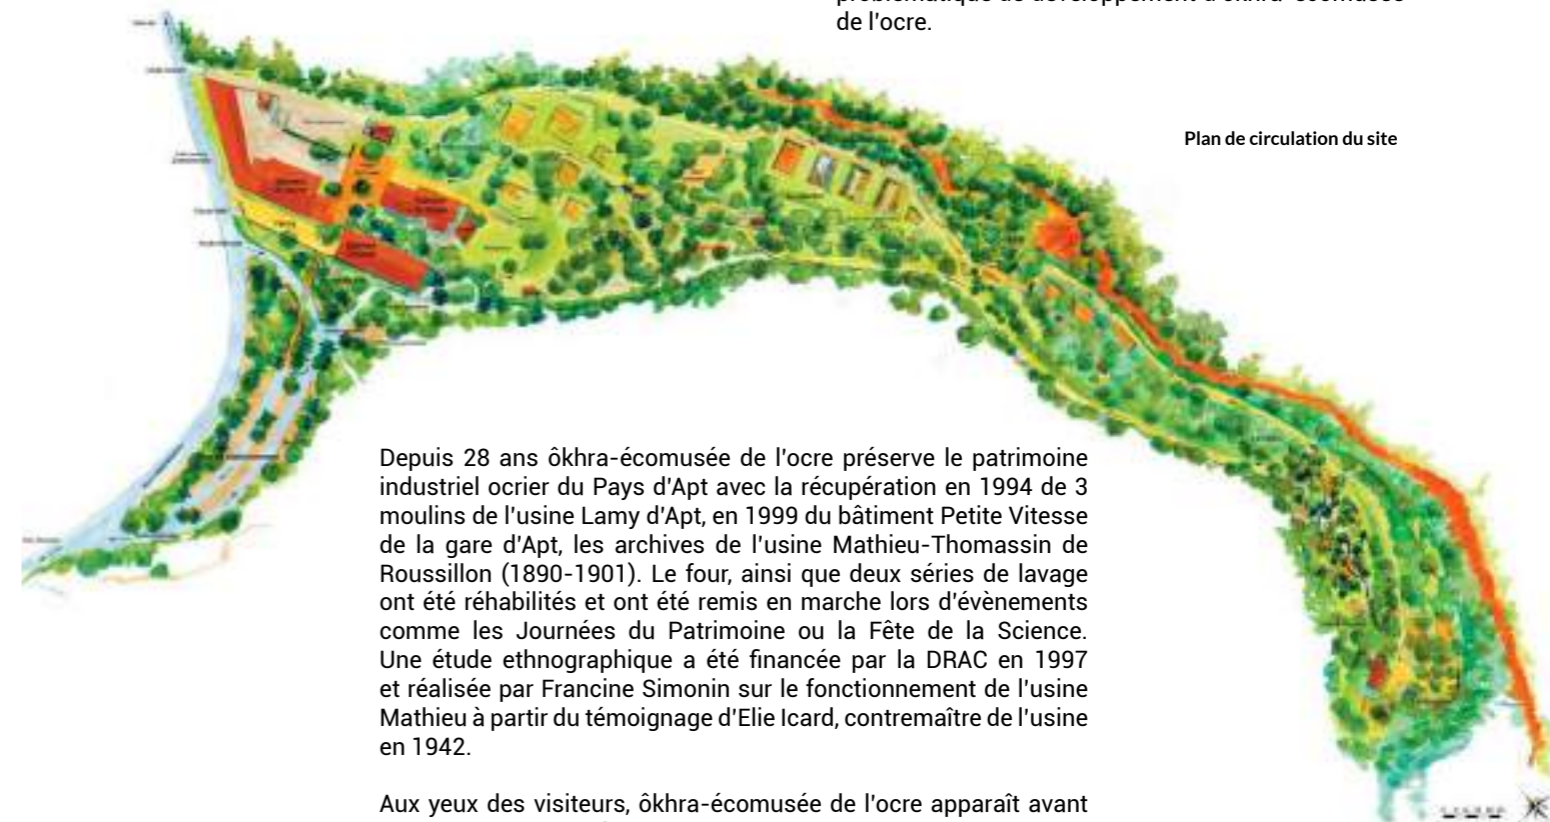 de l'ocre.
Plan de circulation du site
Depuis 28 ans ôkhra-écomusée de l'ocre préserve le patrimoine
industriel ocrier du Pays d'Apt avec la récupération en 1994 de 3
moulins de l'usine Lamy d'Apt, en 1999 du bâtiment Petite Vitesse
de la gare d'Apt, les archives de l'usine Mathieu-Thomassin de
Roussillon (1890-1901). Le four, ainsi que deux séries de lavage
ont été réhabilités et ont été remis en marche lors d'évènements
comme les Journées du Patrimoine ou la Fête de la Science.
Une étude ethnographique a été financée par la DRAC en 1997
et réalisée par Francine Simonin sur le fonctionnement de l'usine
Mathieu à partir du témoignage d'Elie Icard, contremaître de l'usine
en 1942.
Aux yeux des visiteurs, ôkhra-écomusée de l'ocre apparaît avant